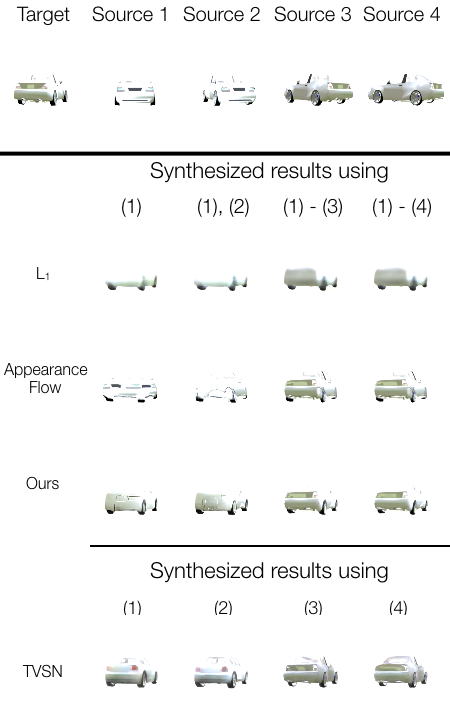 Target Source 1 Source 2 Source 3 Source 4
Synthesized results using
(1) (1), (2) (1) - (3) (1) - (4)
L₁
Appearance
Flow
Ours
Synthesized results using
(1) (2) (3) (4)
TVSN